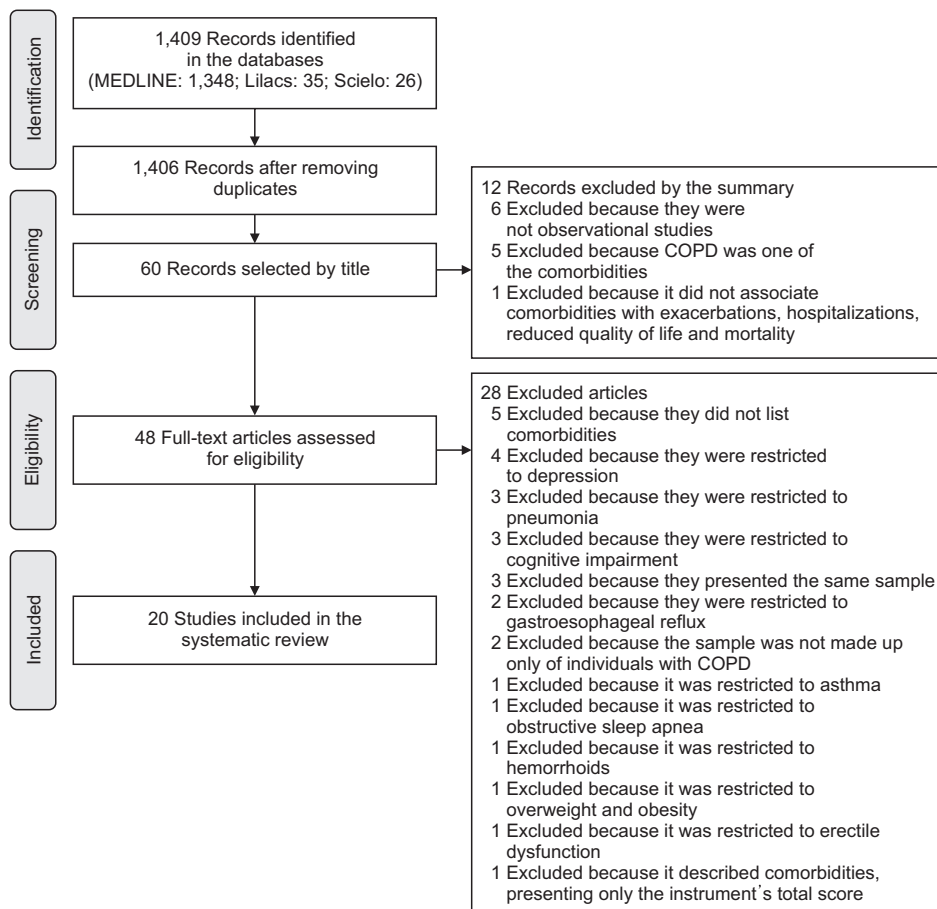 Identification
1,409 Records identified
in the databases
(MEDLINE: 1,348; Lilacs: 35; Scielo: 26)
1,406 Records after removing
duplicates
Screening
60 Records selected by title
12 Records excluded by the summary
6 Excluded because they were
not observational studies
5 Excluded because COPD was one of
the comorbidities
1 Excluded because it did not associate
comorbidities with exacerbations, hospitalizations,
reduced quality of life and mortality
Eligibility
48 Full-text articles assessed
for eligibility
28 Excluded articles
5 Excluded because they did not list
comorbidities
4 Excluded because they were restricted
to depression
3 Excluded because they were restricted to
pneumonia
3 Excluded because they were restricted to
cognitive impairment
3 Excluded because they presented the same sample
2 Excluded because they were restricted to
gastroesophageal reflux
2 Excluded because the sample was not made up
only of individuals with COPD
1 Excluded because it was restricted to asthma
1 Excluded because it was restricted to
obstructive sleep apnea
1 Excluded because it was restricted to
hemorrhoids
1 Excluded because it was restricted to
overweight and obesity
1 Excluded because it was restricted to erectile
dysfunction
1 Excluded because it described comorbidities,
presenting only the instrument's total score
Included
20 Studies included in the
systematic review